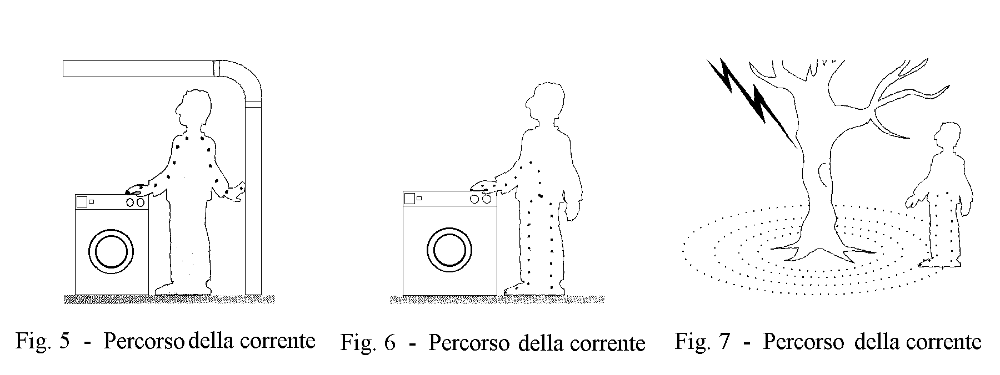 Fig. 5 - Percorso della corrente
Fig. 6 - Percorso della corrente
Fig. 7 - Percorso della corrente